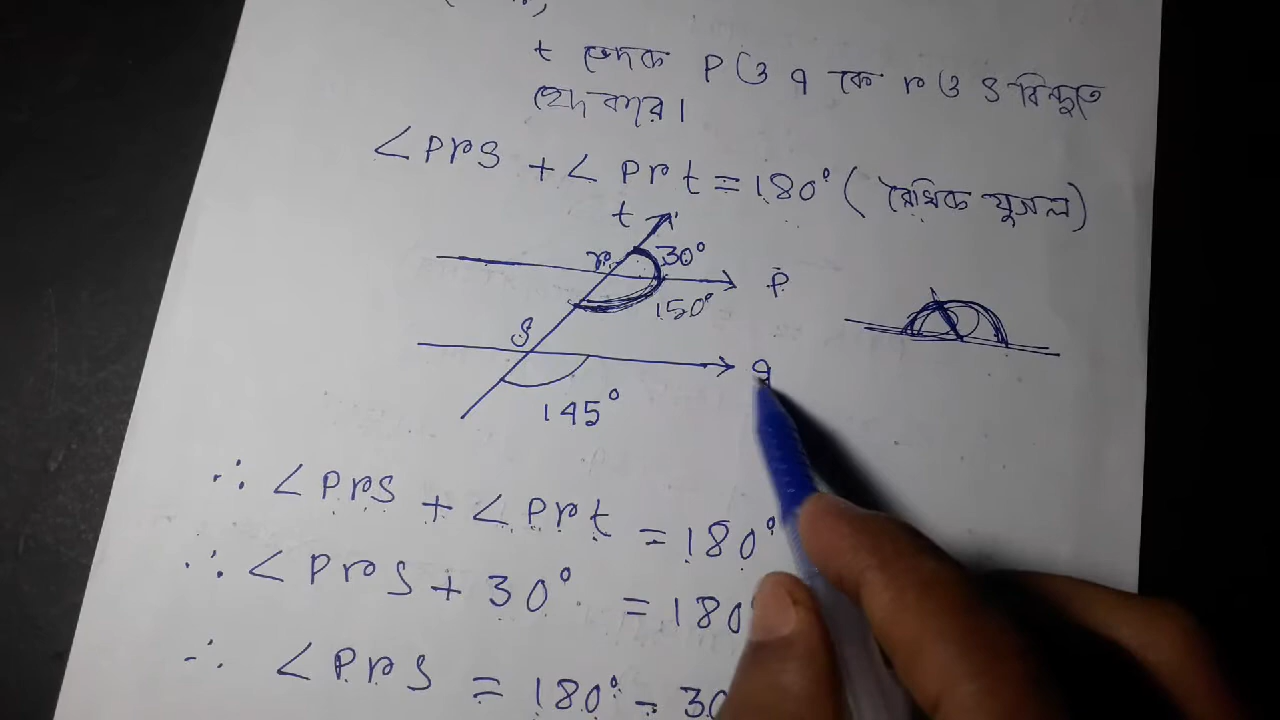 t ছেদক p ও q কে r ও s বিন্দুতে
ছেদ করে।
∠prs + ∠prt = 180° ( রৈখিক যুগল)
t
r 30°
p
150°
s
q
145°
∴ ∠prs + ∠prt = 180°
∴ ∠prs + 30° = 180
∴ ∠prs = 180° - 30